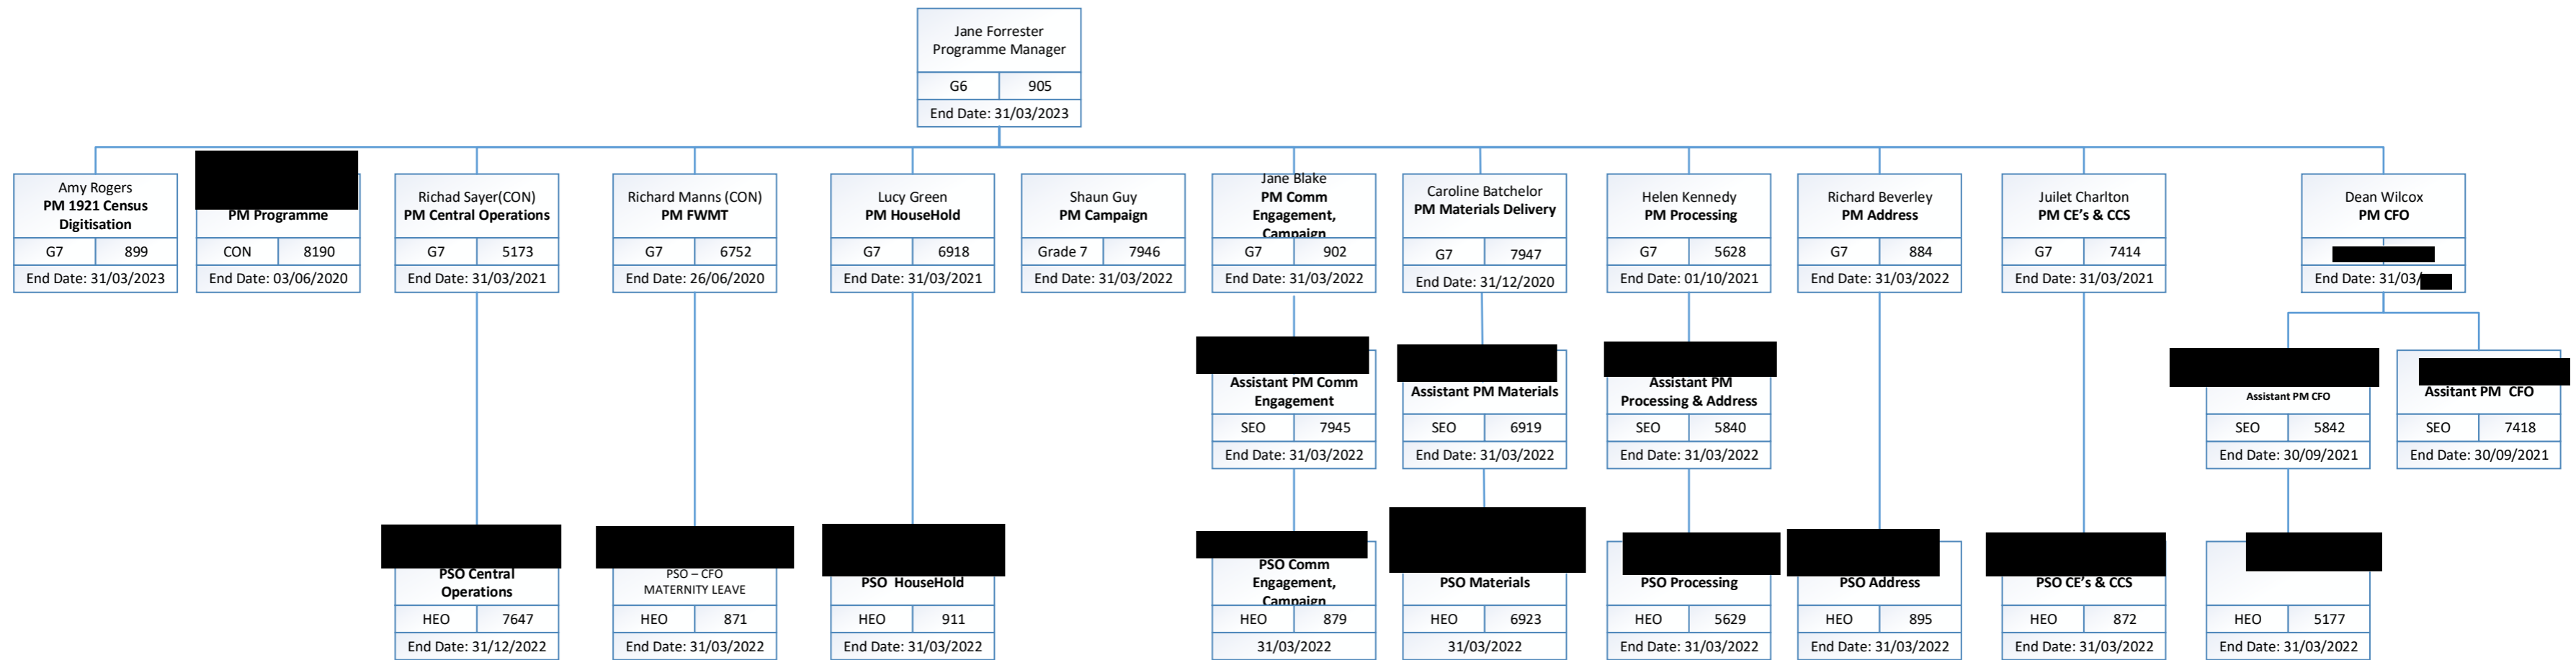 Jane Forrester
Programme Manager
G6 905
End Date: 31/03/2023
Amy Rogers
PM 1921 Census
Digitisation
G7 899
End Date: 31/03/2023
PM Programme
CON 8190
End Date: 03/06/2020
Richad Sayer(CON)
PM Central Operations
G7 5173
End Date: 31/03/2021
Richard Manns (CON)
PM FWMT
G7 6752
End Date: 26/06/2020
Lucy Green
PM HouseHold
G7 6918
End Date: 31/03/2021
Shaun Guy
PM Campaign
Grade 7 7946
End Date: 31/03/2022
Jane Blake
PM Comm
Engagement,
Campaign
G7 902
End Date: 31/03/2022
Caroline Batchelor
PM Materials Delivery
G7 7947
End Date: 31/12/2020
Helen Kennedy
PM Processing
G7 5628
End Date: 01/10/2021
Richard Beverley
PM Address
G7 884
End Date: 31/03/2022
Juilet Charlton
PM CE's & CCS
G7 7414
End Date: 31/03/2021
Dean Wilcox
PM CFO
End Date: 31/03/
Assistant PM Comm
Engagement
SEO 7945
End Date: 31/03/2022
Assistant PM Materials
SEO 6919
End Date: 31/03/2022
Assistant PM
Processing & Address
SEO 5840
End Date: 31/03/2022
Assistant PM CFO
SEO 5842
End Date: 30/09/2021
Assitant PM CFO
SEO 7418
End Date: 30/09/2021
PSO Central
Operations
HEO 7647
End Date: 31/12/2022
PSO – CFO
MATERNITY LEAVE
HEO 871
End Date: 31/03/2022
PSO HouseHold
HEO 911
End Date: 31/03/2022
PSO Comm
Engagement,
Campaign
HEO 879
31/03/2022
PSO Materials
HEO 6923
31/03/2022
PSO Processing
HEO 5629
End Date: 31/03/2022
PSO Address
HEO 895
End Date: 31/03/2022
PSO CE's & CCS
HEO 872
End Date: 31/03/2022
HEO 5177
End Date: 31/03/2022